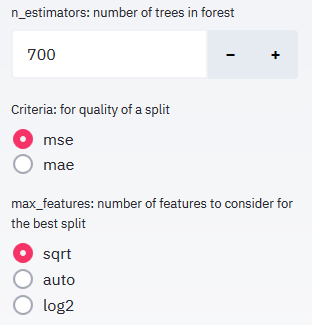 n_estimators: number of trees in forest
700 - +
Criteria: for quality of a split
mse
mae
max_features: number of features to consider for
the best split
sqrt
auto
log2